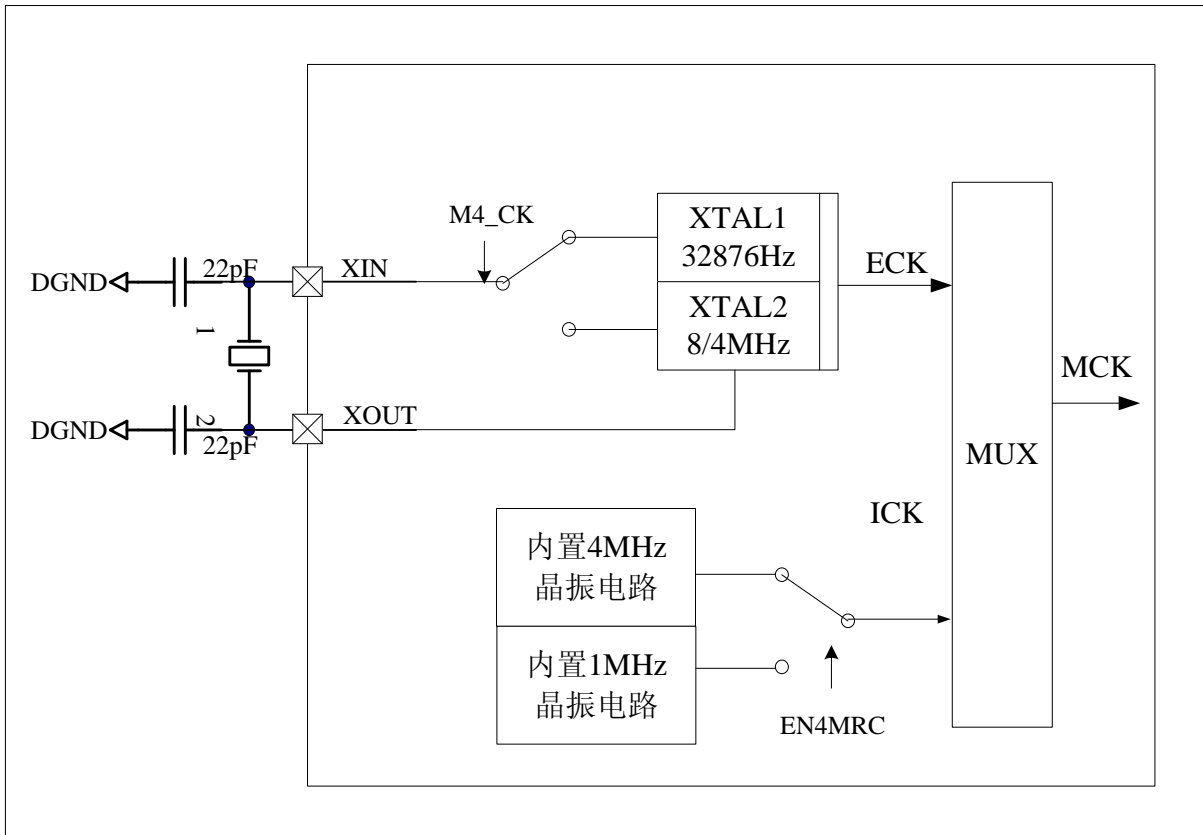 M4_CK
XTAL1
32876Hz
XTAL2
8/4MHz
ECK
DGND
22pF
XIN
1
MCK
DGND
2
22pF
XOUT
MUX
ICK
内置4MHz
晶振电路
内置1MHz
晶振电路
EN4MRC